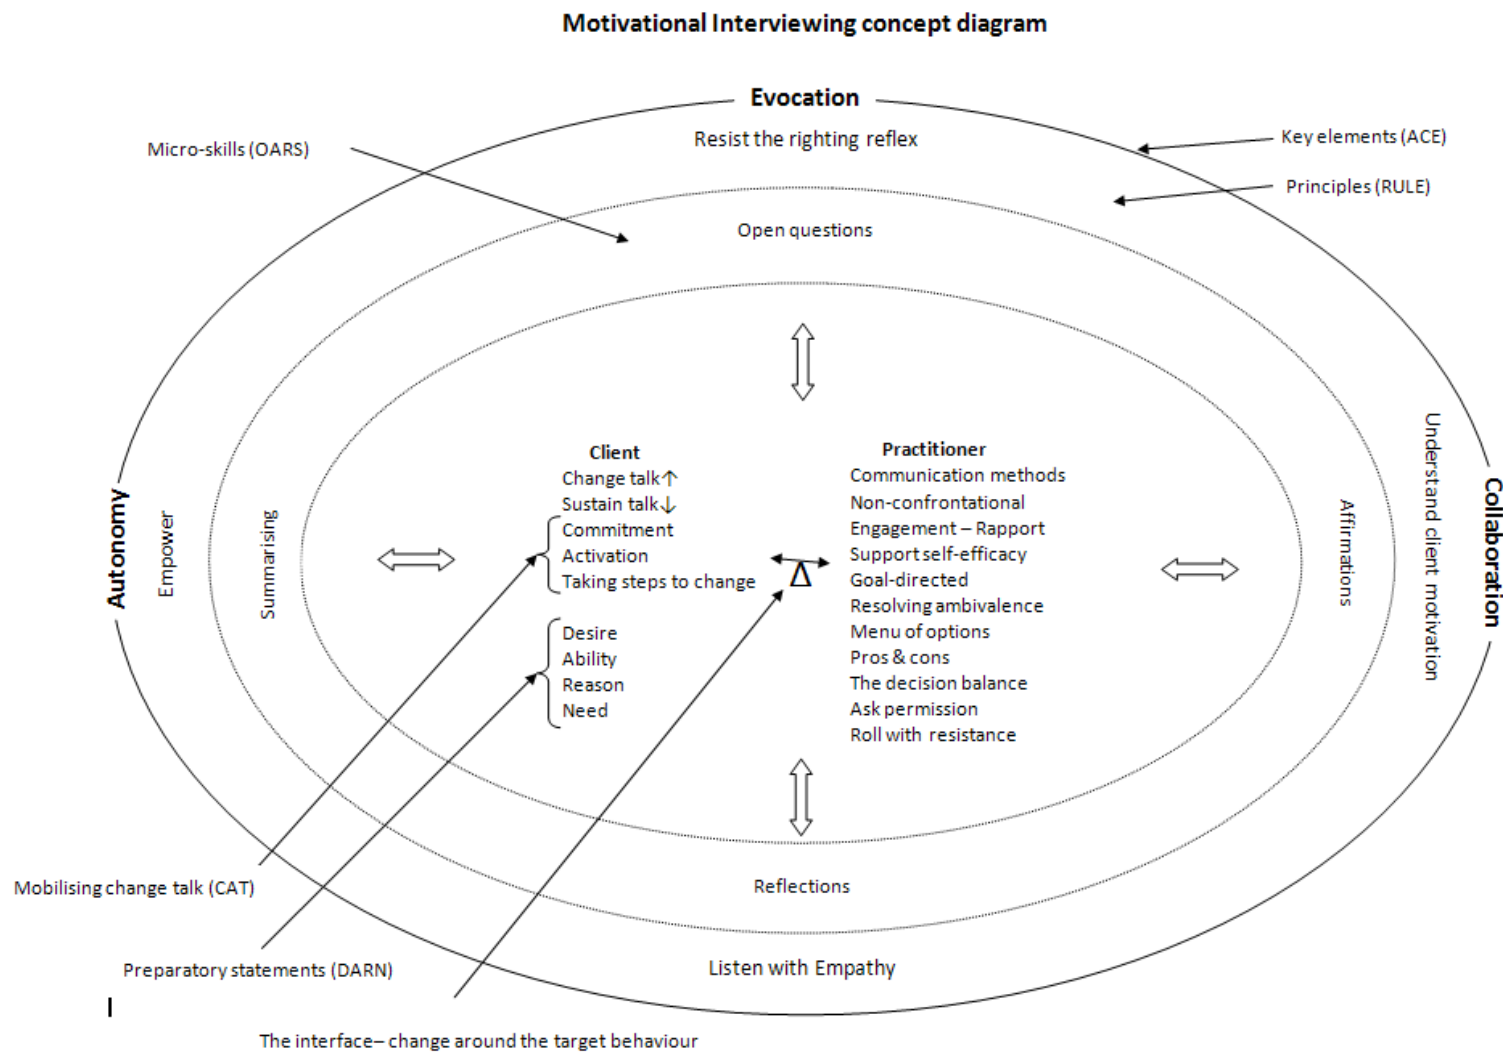 Motivational Interviewing concept diagram
Evocation
Resist the righting reflex
Micro-skills (OARS)
Key elements (ACE)
Principles (RULE)
Open questions
Autonomy
Empower
Summarising
Client
Change talk↑
Sustain talk↓
Commitment
Activation
Taking steps to change
Desire
Ability
Reason
Need
Δ
Practitioner
Communication methods
Non-confrontational
Engagement – Rapport
Support self-efficacy
Goal-directed
Resolving ambivalence
Menu of options
Pros & cons
The decision balance
Ask permission
Roll with resistance
Affirmations
Understand client motivation
Collaboration
Reflections
Listen with Empathy
Mobilising change talk (CAT)
Preparatory statements (DARN)
The interface– change around the target behaviour